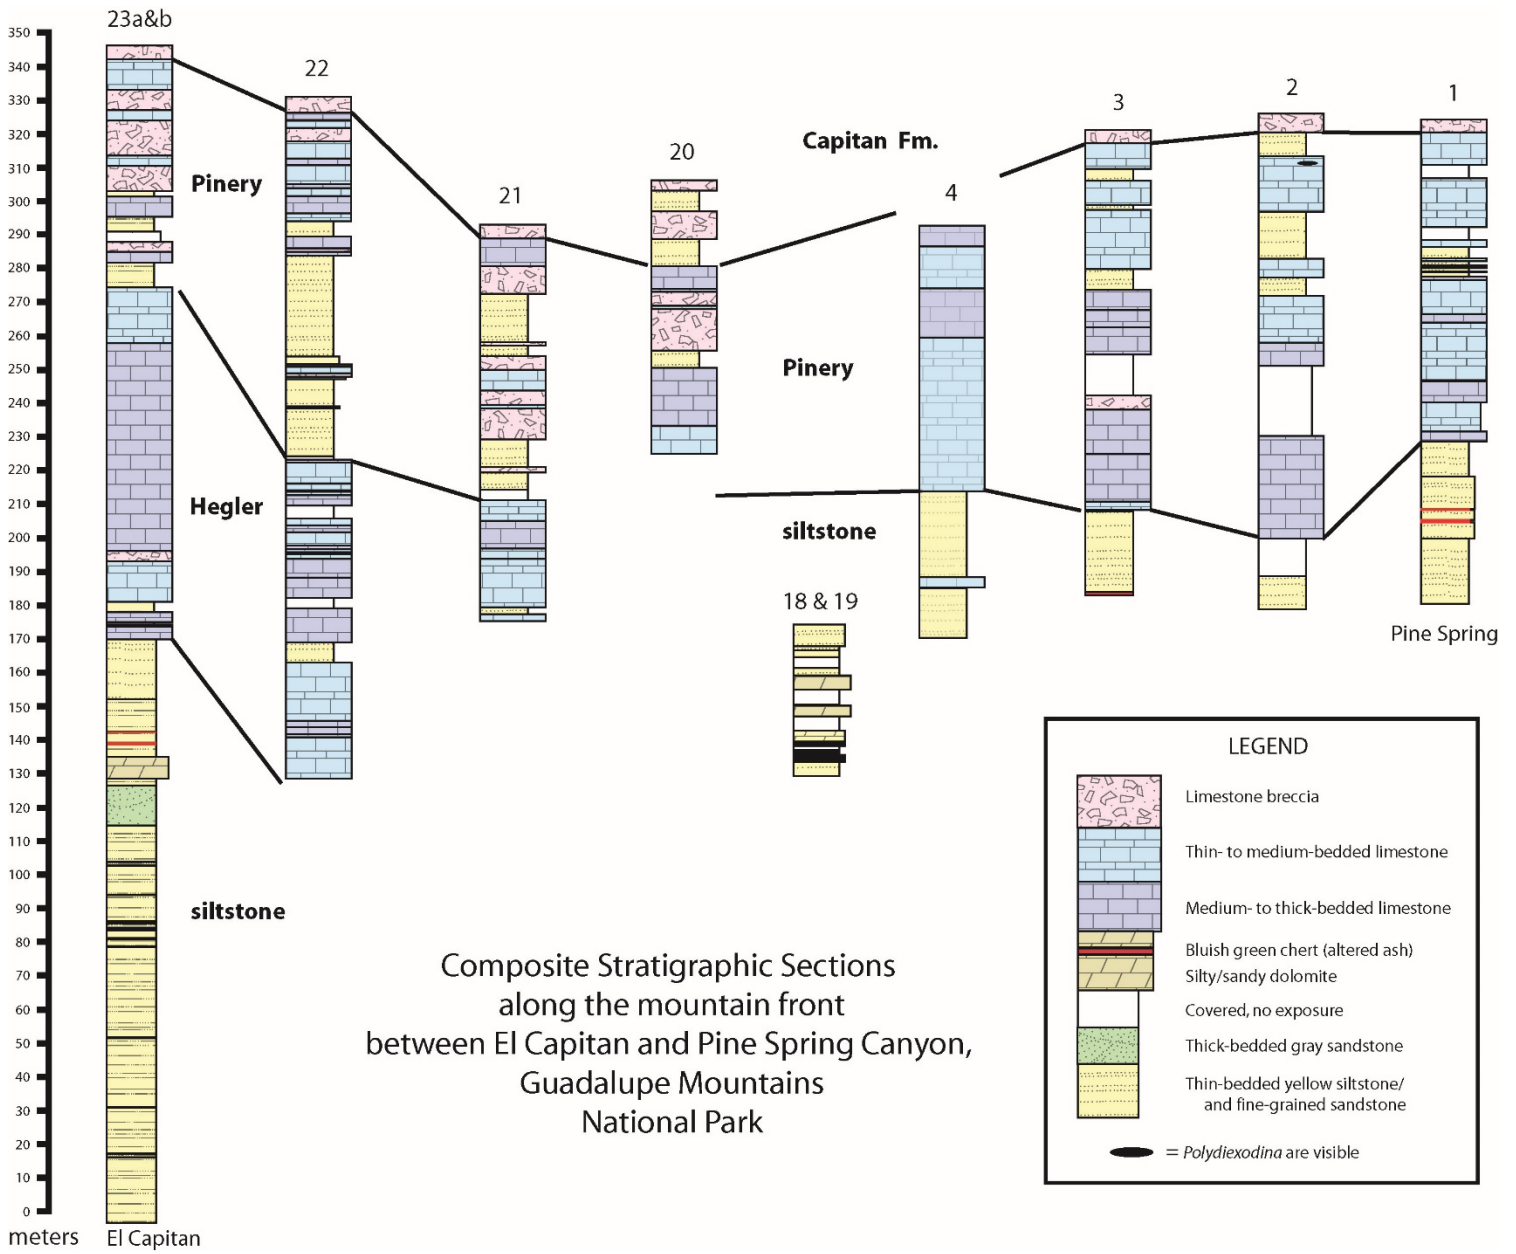 23a&b
22
21
20
Capitan Fm.
3
2
1
4
18 & 19
350
340
330
320
310
300
290
280
270
260
250
240
230
220
210
200
190
180
170
160
150
140
130
120
110
100
90
80
70
60
50
40
30
20
10
0
meters
El Capitan
Pinery
Hegler
siltstone
Pinery
siltstone
Pine Spring
Composite Stratigraphic Sections
along the mountain front
between El Capitan and Pine Spring Canyon,
Guadalupe Mountains
National Park
LEGEND
Limestone breccia
Thin- to medium-bedded limestone
Medium- to thick-bedded limestone
Bluish green chert (altered ash)
Silty/sandy dolomite
Covered, no exposure
Thick-bedded gray sandstone
Thin-bedded yellow siltstone/
and fine-grained sandstone
= Polydiexodina are visible